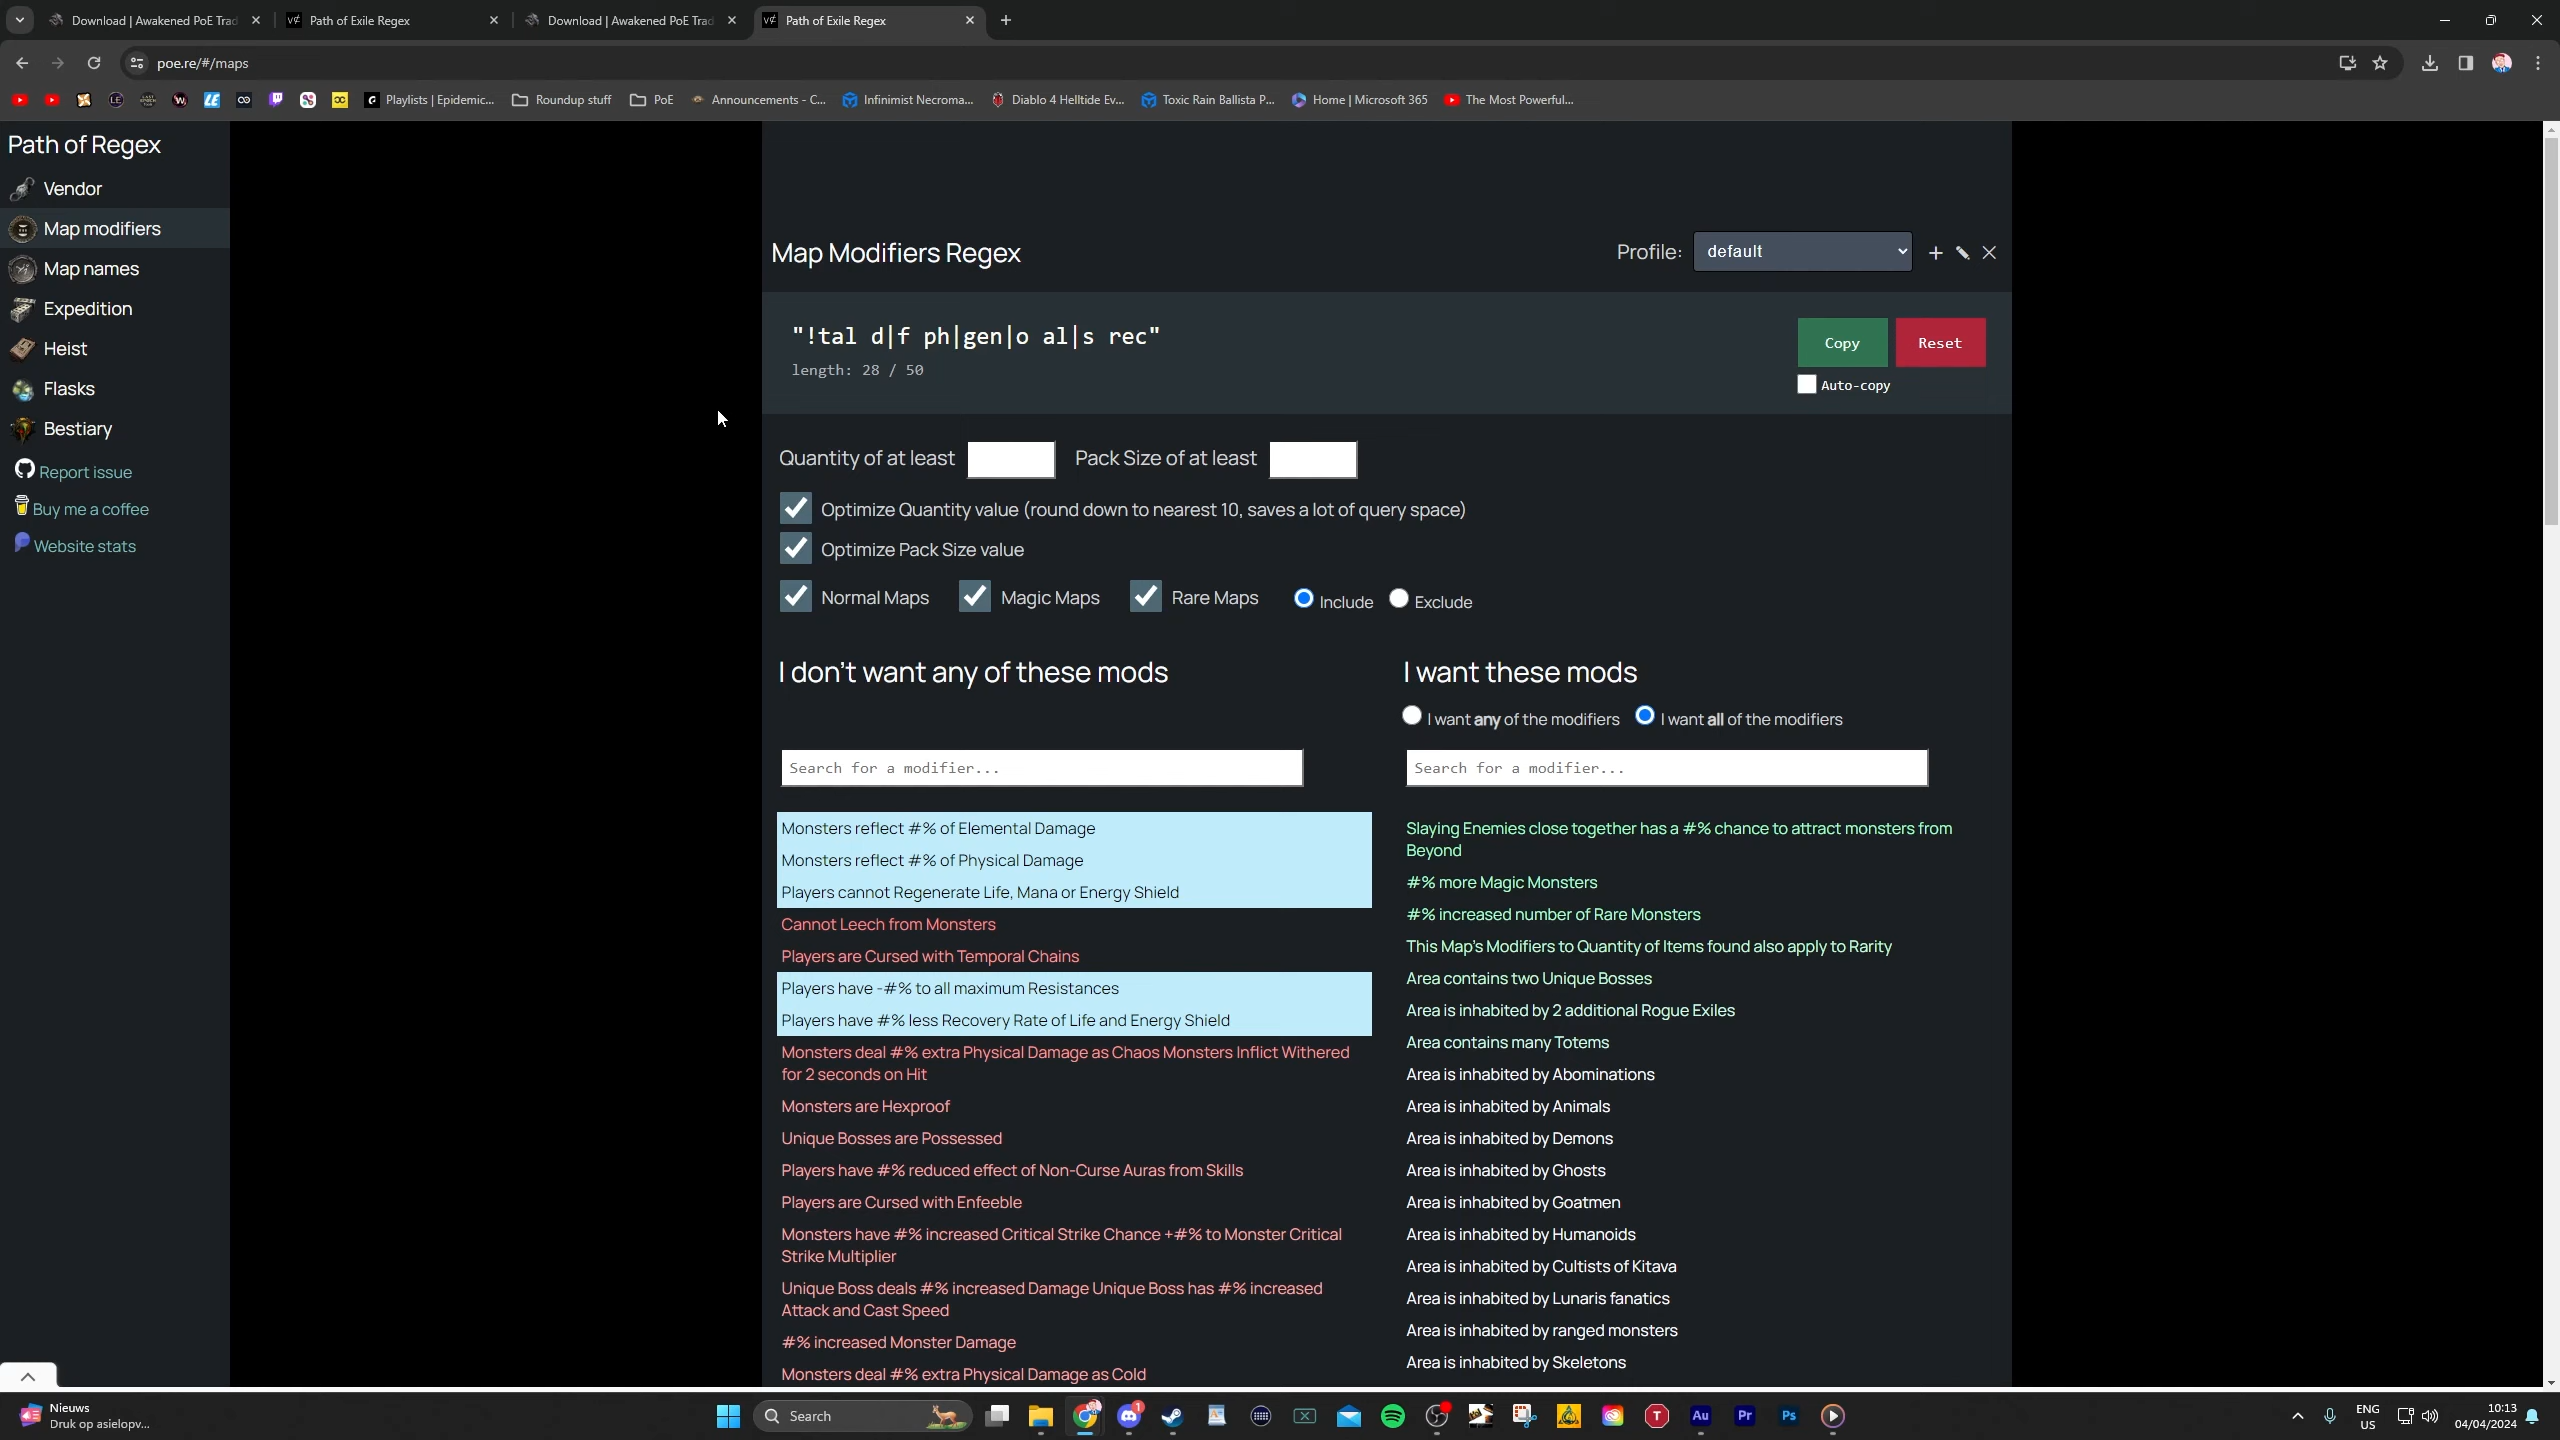 Download | Awakened PoE Trad
Path of Exile Regex
Download | Awakened PoE Trad
Path of Exile Regex
poe.re/#/maps
Playlists | Epidemic...
Roundup stuff
PoE
Announcements - C...
Infinimist Necroma...
Diablo 4 Helltide Ev...
Toxic Rain Ballista P...
Home | Microsoft 365
The Most Powerful...
Path of Regex
Vendor
Map modifiers
Map names
Expedition
Heist
Flasks
Bestiary
Report issue
Buy me a coffee
Website stats
Map Modifiers Regex
Profile: default
"!tal d|f ph|gen|o al|s rec"
length: 28 / 50
Copy
Reset
Auto-copy
Quantity of at least
Pack Size of at least
Optimize Quantity value (round down to nearest 10, saves a lot of query space)
Optimize Pack Size value
Normal Maps
Magic Maps
Rare Maps
Include
Exclude
I don't want any of these mods
Search for a modifier...
Monsters reflect #% of Elemental Damage
Monsters reflect #% of Physical Damage
Players cannot Regenerate Life, Mana or Energy Shield
Cannot Leech from Monsters
Players are Cursed with Temporal Chains
Players have -#% to all maximum Resistances
Players have #% less Recovery Rate of Life and Energy Shield
Monsters deal #% extra Physical Damage as Chaos Monsters Inflict Withered
for 2 seconds on Hit
Monsters are Hexproof
Unique Bosses are Possessed
Players have #% reduced effect of Non-Curse Auras from Skills
Players are Cursed with Enfeeble
Monsters have #% increased Critical Strike Chance +#% to Monster Critical
Strike Multiplier
Unique Boss deals #% increased Damage Unique Boss has #% increased
Attack and Cast Speed
#% increased Monster Damage
Monsters deal #% extra Physical Damage as Cold
I want these mods
I want any of the modifiers
I want all of the modifiers
Search for a modifier...
Slaying Enemies close together has a #% chance to attract monsters from
Beyond
#% more Magic Monsters
#% increased number of Rare Monsters
This Map's Modifiers to Quantity of Items found also apply to Rarity
Area contains two Unique Bosses
Area is inhabited by 2 additional Rogue Exiles
Area contains many Totems
Area is inhabited by Abominations
Area is inhabited by Animals
Area is inhabited by Demons
Area is inhabited by Ghosts
Area is inhabited by Goatmen
Area is inhabited by Humanoids
Area is inhabited by Cultists of Kitava
Area is inhabited by Lunaris fanatics
Area is inhabited by ranged monsters
Area is inhabited by Skeletons
Nieuws
Druk op asielopv...
Search
1
T
Au
Pr
Ps
ENG
US
10:13
04/04/2024